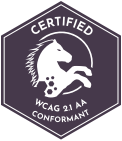 CERTIFIED
WCAG 2.1 AA
CONFORMANT